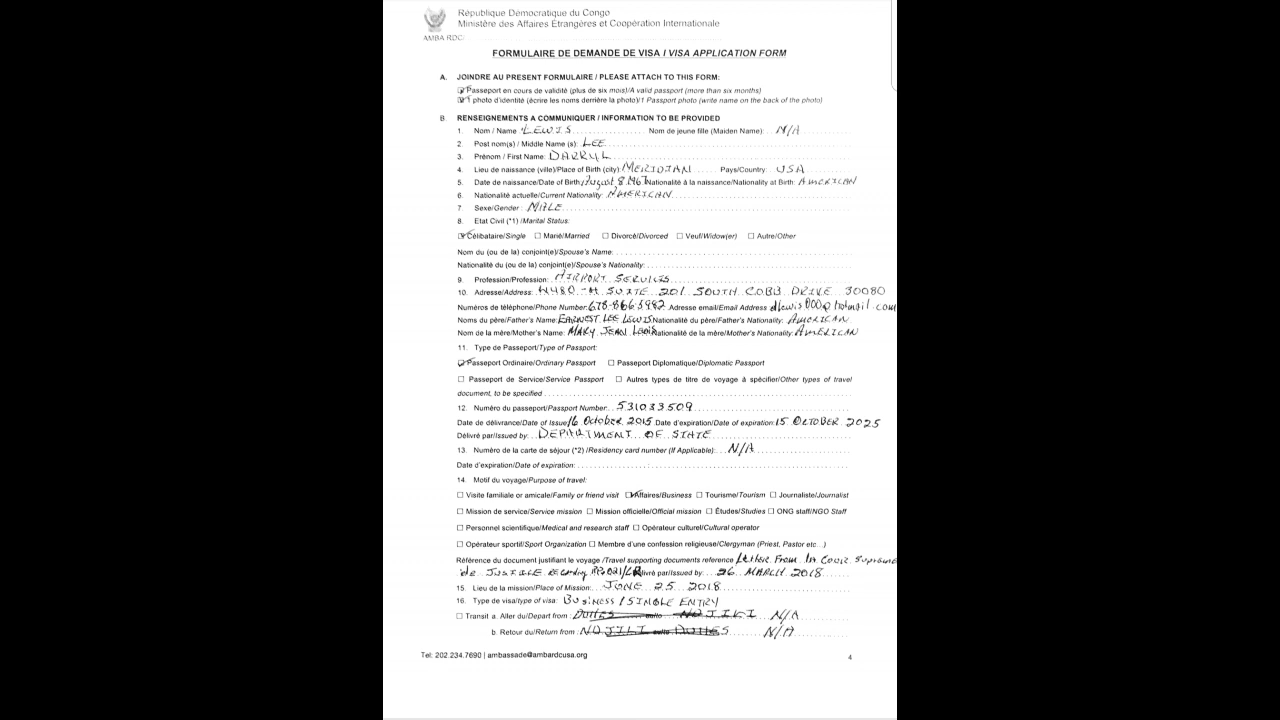 République Démocratique du Congo
Ministère des Affaires Étrangères et Coopération Internationale
AMBA RDC/
FORMULAIRE DE DEMANDE DE VISA / VISA APPLICATION FORM
A. JOINDRE AU PRESENT FORMULAIRE / PLEASE ATTACH TO THIS FORM:
Passeport en cours de validité (plus de six mois)/A valid passport (more than six months)
1 photo d'identité (écrire les noms derrière la photo)/1 Passport photo (write name on the back of the photo)
B. RENSEIGNEMENTS A COMMUNIQUER / INFORMATION TO BE PROVIDED
1. Nom / Name LEWIS Nom de jeune fille (Maiden Name): N/A
2. Post nom(s) / Middle Name (s): LEE
3. Prénom / First Name: DARRYL
4. Lieu de naissance (ville)/Place of Birth (city): MERIDIAN Pays/Country: USA
5. Date de naissance/Date of Birth: August 8 1967 Nationalité à la naissance/Nationality at Birth: AMERICAN
6. Nationalité actuelle/Current Nationality: AMERICAN
7. Sexe/Gender: MALE
8. Etat Civil (*1) /Marital Status:
☑ Célibataire/Single ☐ Marié/Married ☐ Divorcé/Divorced ☐ Veuf/Widow(er) ☐ Autre/Other
Nom du (ou de la) conjoint(e)/Spouse's Name:
Nationalité du (ou de la) conjoint(e)/Spouse's Nationality:
9. Profession/Profession: AIRPORT SERVICES
10. Adresse/Address: 4480-H SUITE 201 SOUTH COBB DRIVE 30080
Numéros de téléphone/Phone Number: 678-866-5982 Adresse email/Email Address dlewis000@hotmail.com
Noms du père/Father's Name: EARNEST LEE LEWIS Nationalité du père/Father's Nationality: AMERICAN
Nom de la mère/Mother's Name: MARY JEAN Lewis Nationalité de la mère/Mother's Nationality: AMERICAN
11. Type de Passeport/Type of Passport:
☑ Passeport Ordinaire/Ordinary Passport ☐ Passeport Diplomatique/Diplomatic Passport
☐ Passeport de Service/Service Passport ☐ Autres types de titre de voyage à spécifier/Other types of travel
document, to be specified
12. Numéro du passeport/Passport Number: 531033509
Date de délivrance/Date of Issue 16 October 2015 Date d'expiration/Date of expiration: 15 OCTOBER 2025
Délivré par/Issued by: DEPARTMENT OF STATE
13. Numéro de la carte de séjour (*2) / Residency card number (If Applicable): N/A
Date d'expiration/Date of expiration:
14. Motif du voyage/Purpose of travel:
☐ Visite familiale ou amicale/Family or friend visit ☑ Affaires/Business ☐ Tourisme/Tourism ☐ Journaliste/Journalist
☐ Mission de service/Service mission ☐ Mission officielle/Official mission ☐ Études/Studies ☐ ONG staff/NGO Staff
☐ Personnel scientifique/Medical and research staff ☐ Opérateur culturel/Cultural operator
☐ Opérateur sportif/Sport Organization ☐ Membre d'une confession religieuse/Clergyman (Priest, Pastor etc...)
Référence du document justifiant le voyage /Travel supporting documents reference Letter From la Cour Supreme
de JUSTICE REGARDING Délivré par/Issued by: 26 MARCH 2018
15. Lieu de la mission/Place of Mission: JUNE 25 2018
16. Type de visa/type of visa: Business / SINGLE ENTRY
☐ Transit a. Aller du/Depart from: N/A
b. Retour du/Return from: N/A
Tel: 202.234.7690 | ambassade@ambardcusa.org
4